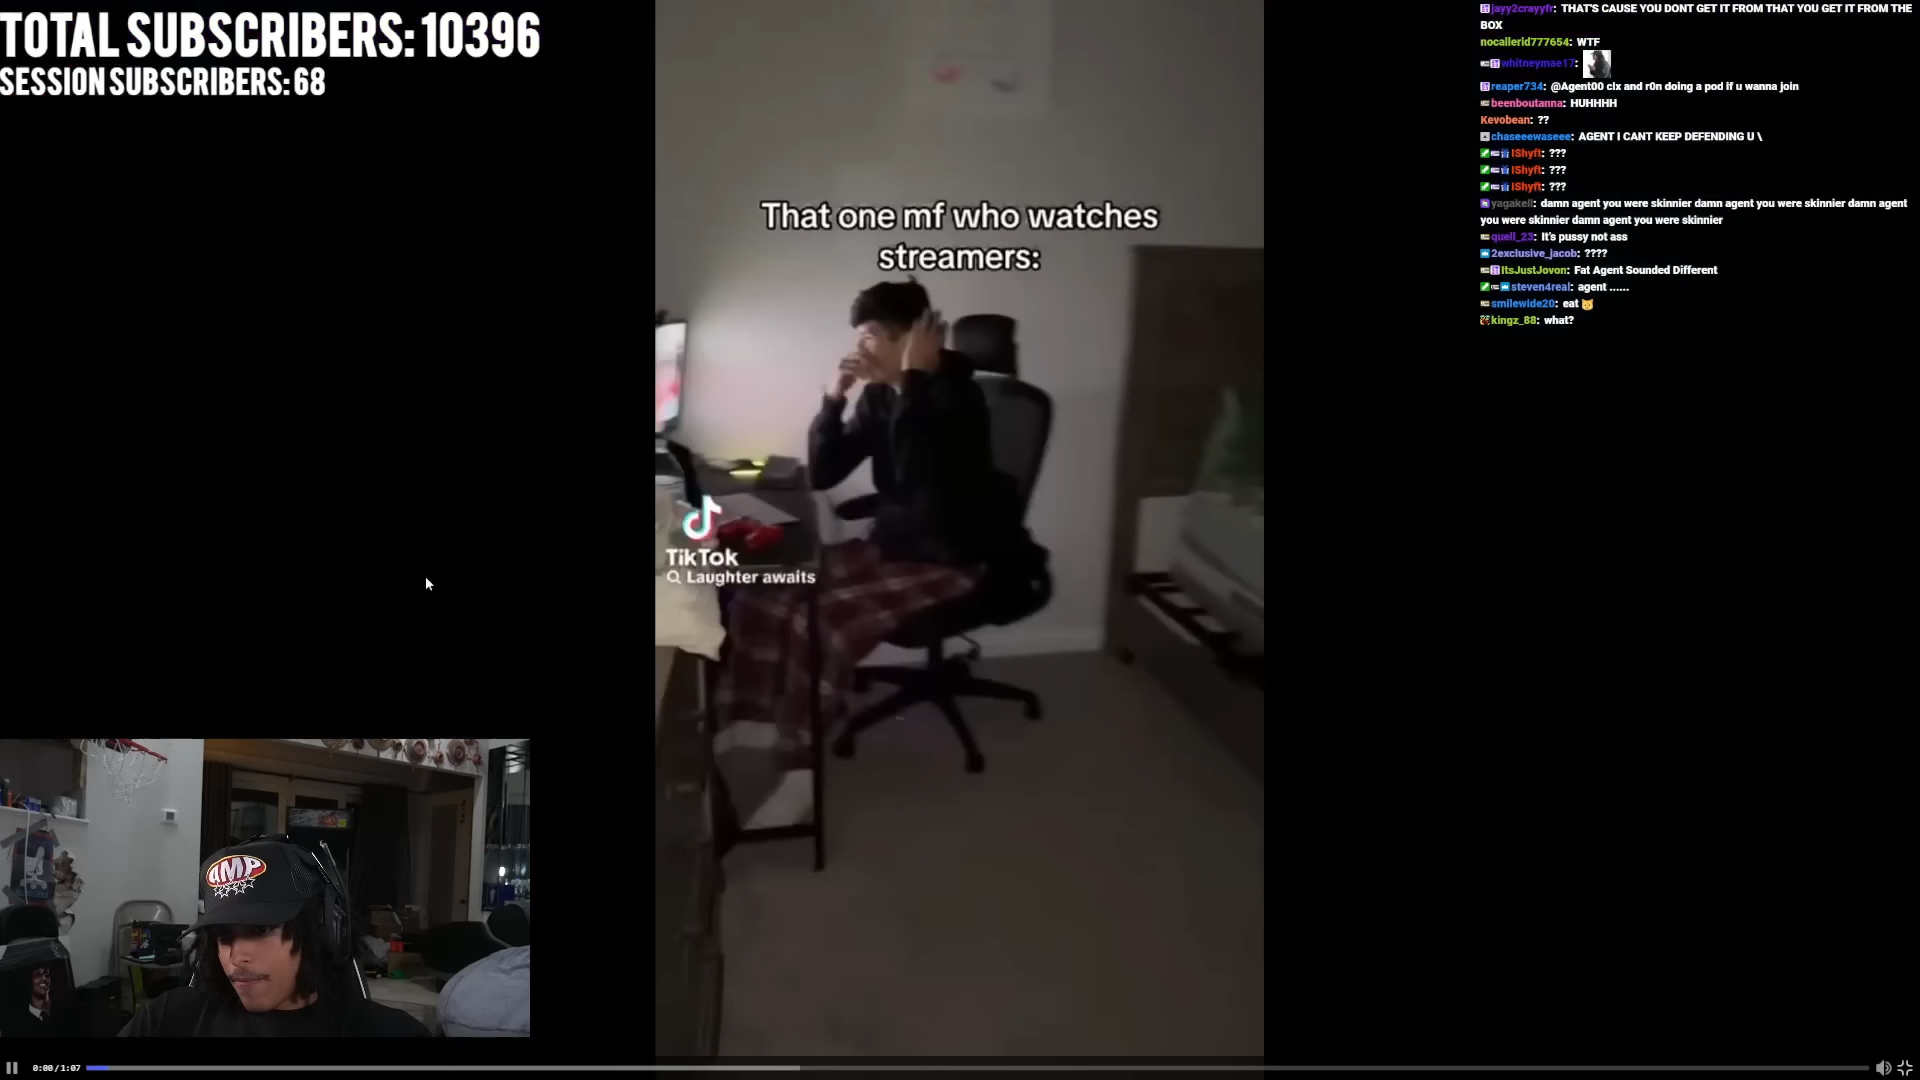 TOTAL SUBSCRIBERS: 10396
SESSION SUBSCRIBERS: 68
That one mf who watches
streamers:
TikTok
Laughter awaits
AMP
0:00 / 1:07
jayy2crayyfr: THAT'S CAUSE YOU DONT GET IT FROM THAT YOU GET IT FROM THE
BOX
nocallerid777654: WTF
whitneymae17:
reaper734: @Agent00 clx and r0n doing a pod if u wanna join
beenboutanna: HUHHHH
Kevobean: ??
chaseeewaseee: AGENT I CANT KEEP DEFENDING U \
IShyft: ???
IShyft: ???
IShyft: ???
yagakell: damn agent you were skinnier damn agent you were skinnier damn agent
you were skinnier damn agent you were skinnier
quell_23: It's pussy not ass
2exclusive_jacob: ????
ItsJustJovon: Fat Agent Sounded Different
steven4real: agent ......
smilewide20: eat 😺
kingz_88: what?